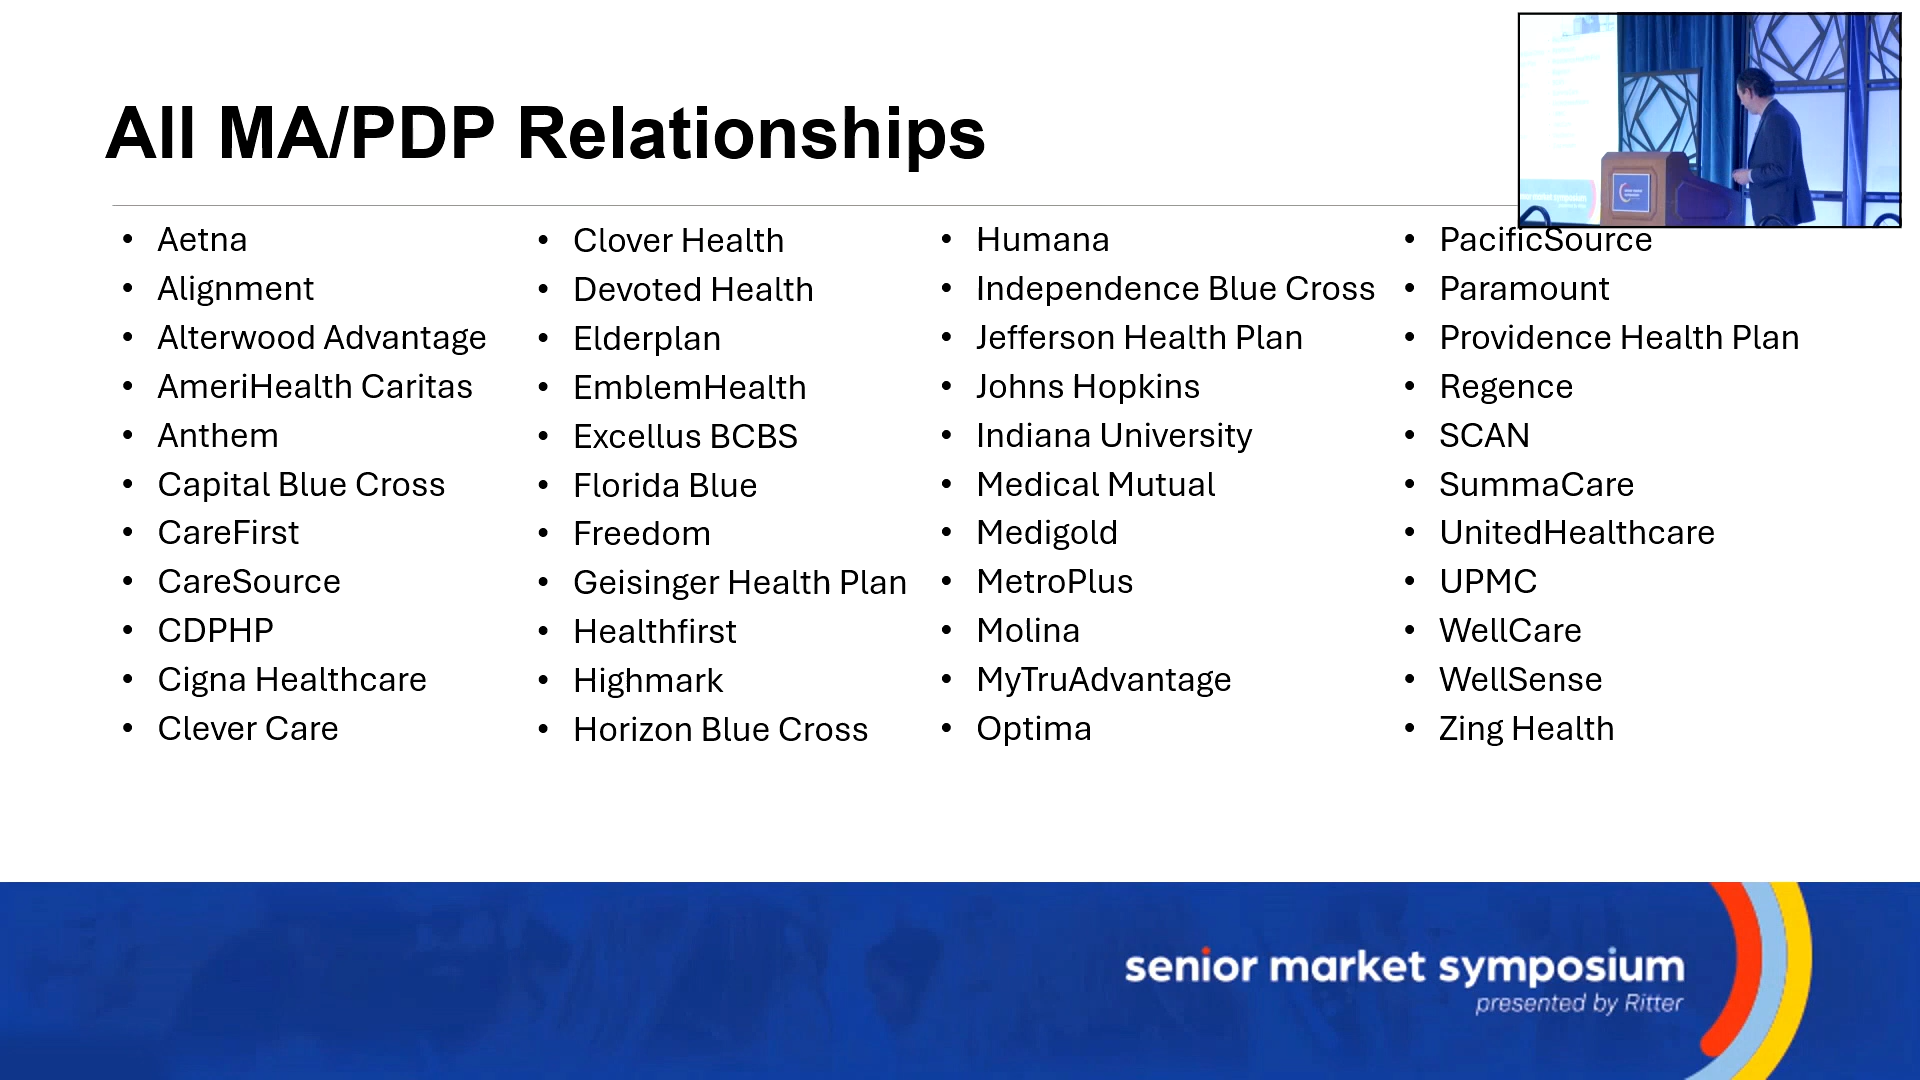 All MA/PDP Relationships
Aetna
Alignment
Alterwood Advantage
AmeriHealth Caritas
Anthem
Capital Blue Cross
CareFirst
CareSource
CDPHP
Cigna Healthcare
Clever Care
Clover Health
Devoted Health
Elderplan
EmblemHealth
Excellus BCBS
Florida Blue
Freedom
Geisinger Health Plan
Healthfirst
Highmark
Horizon Blue Cross
Humana
Independence Blue Cross
Jefferson Health Plan
Johns Hopkins
Indiana University
Medical Mutual
Medigold
MetroPlus
Molina
MyTruAdvantage
Optima
PacificSource
Paramount
Providence Health Plan
Regence
SCAN
SummaCare
UnitedHealthcare
UPMC
WellCare
WellSense
Zing Health
senior market symposium
presented by Ritter